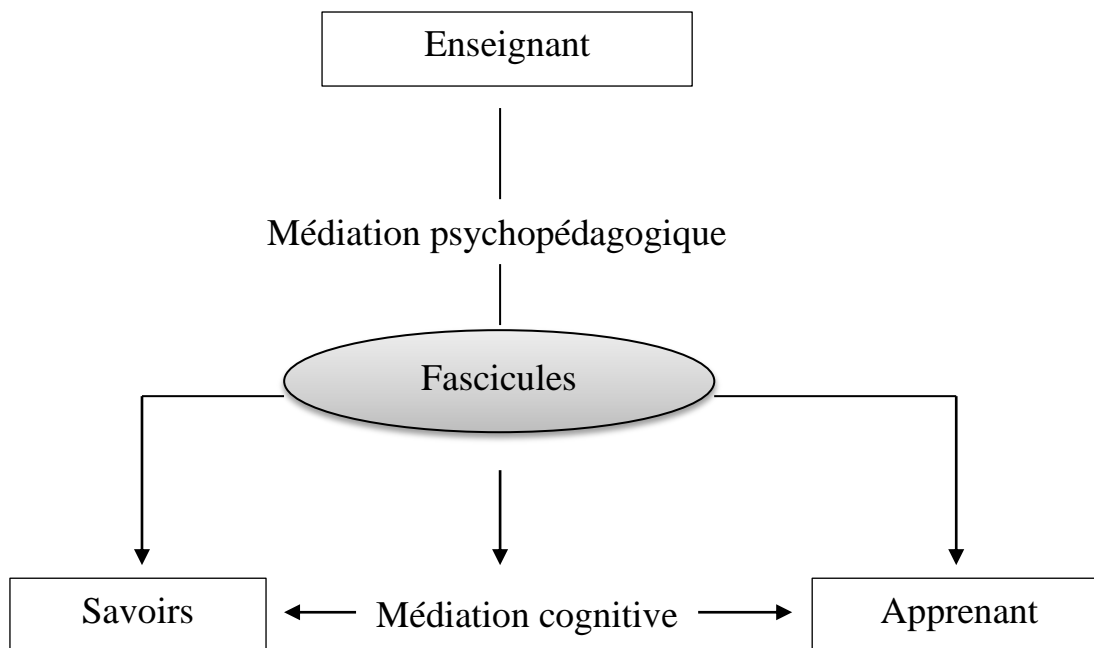 Enseignant
Médiation psychopédagogique
Fascicules
Savoirs
Médiation cognitive
Apprenant